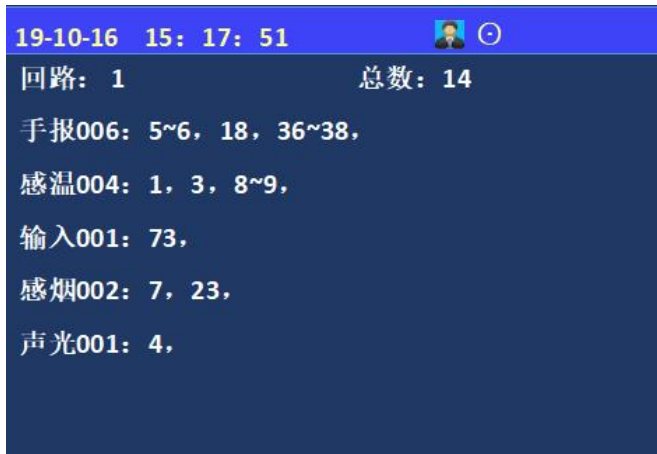 19-10-16 15：17：51
回路：1 总数：14
手报006：5~6，18，36~38，
感温004：1，3，8~9，
输入001：73，
感烟002：7，23，
声光001：4，